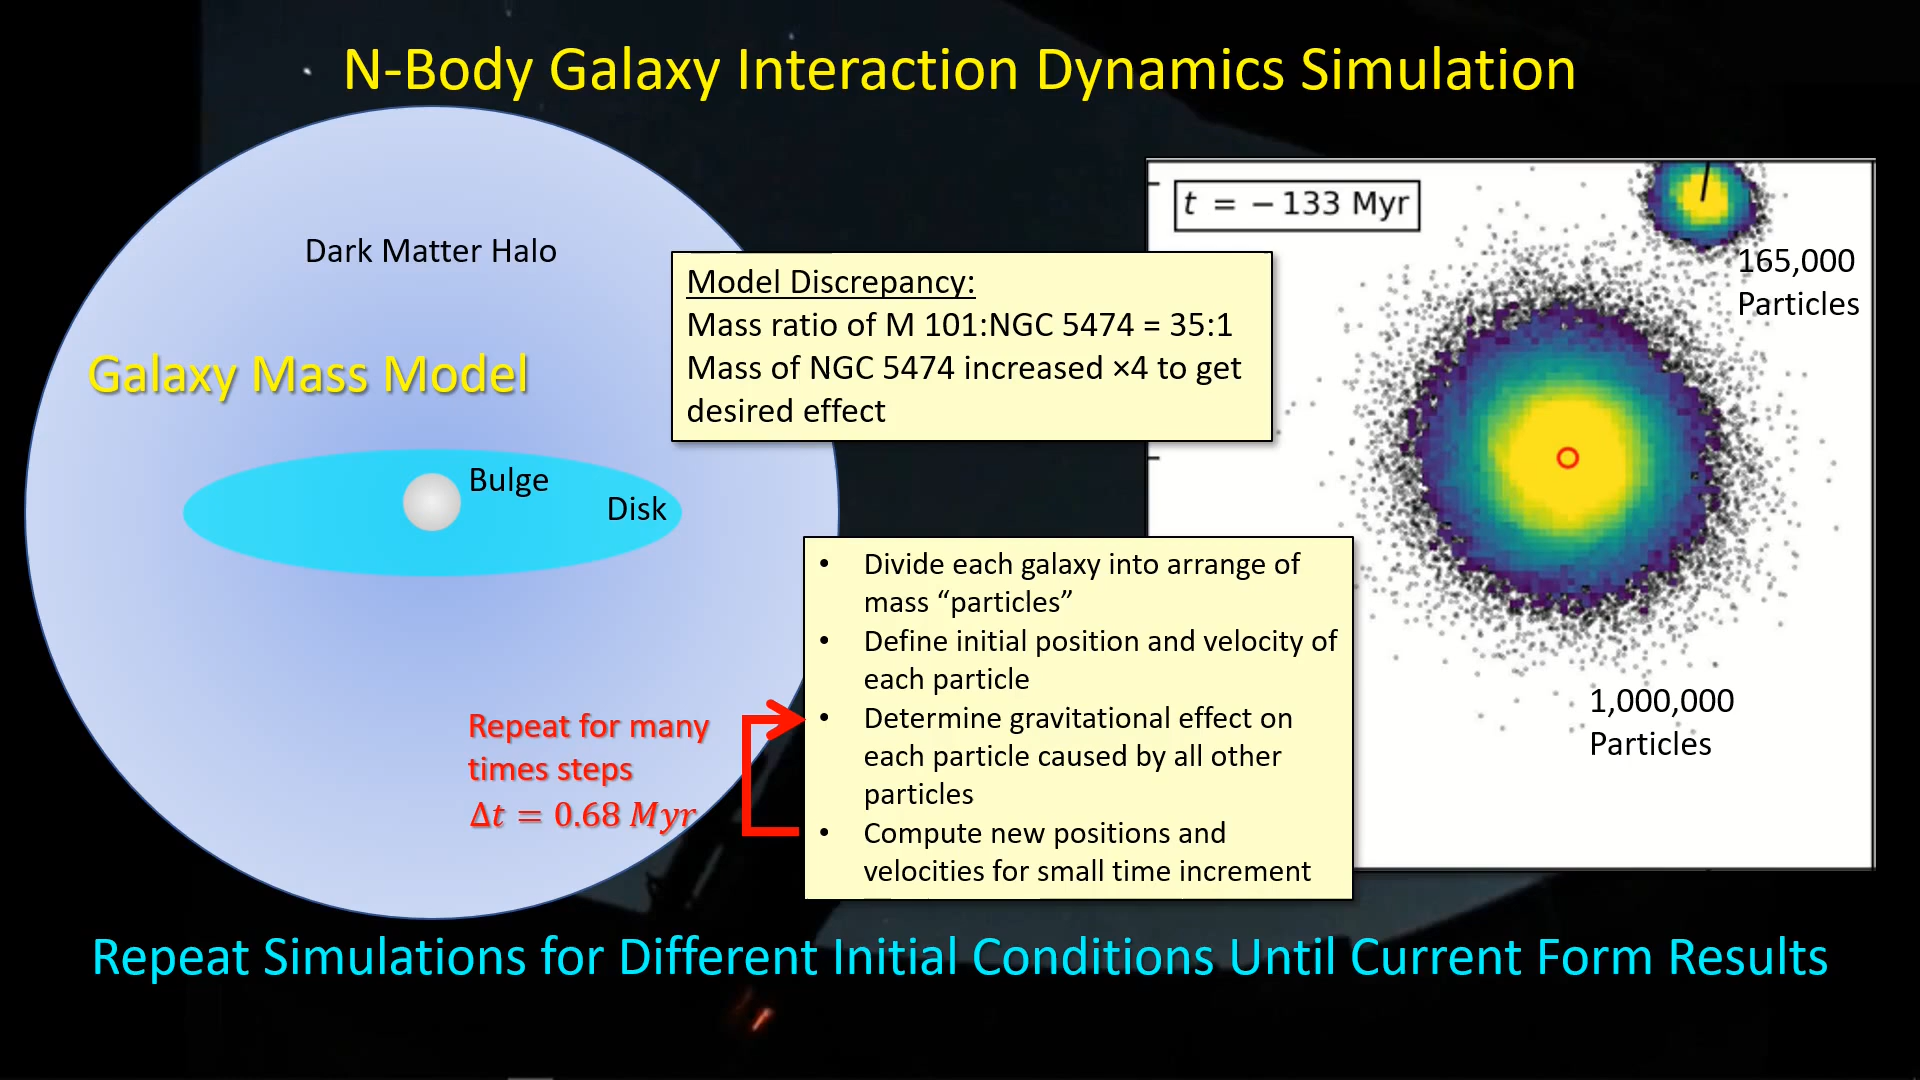 N-Body Galaxy Interaction Dynamics Simulation
Dark Matter Halo
Galaxy Mass Model
Bulge
Disk
Model Discrepancy:
Mass ratio of M 101:NGC 5474 = 35:1
Mass of NGC 5474 increased ×4 to get
desired effect
t = −133 Myr
165,000
Particles
1,000,000
Particles
• Divide each galaxy into arrange of
mass “particles”
• Define initial position and velocity of
each particle
• Determine gravitational effect on
each particle caused by all other
particles
• Compute new positions and
velocities for small time increment
Repeat for many
times steps
Δt = 0.68 Myr
Repeat Simulations for Different Initial Conditions Until Current Form Results